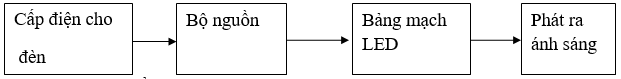 Cấp điện cho
đèn
Bộ nguồn
Bảng mạch
LED
Phát ra
ánh sáng